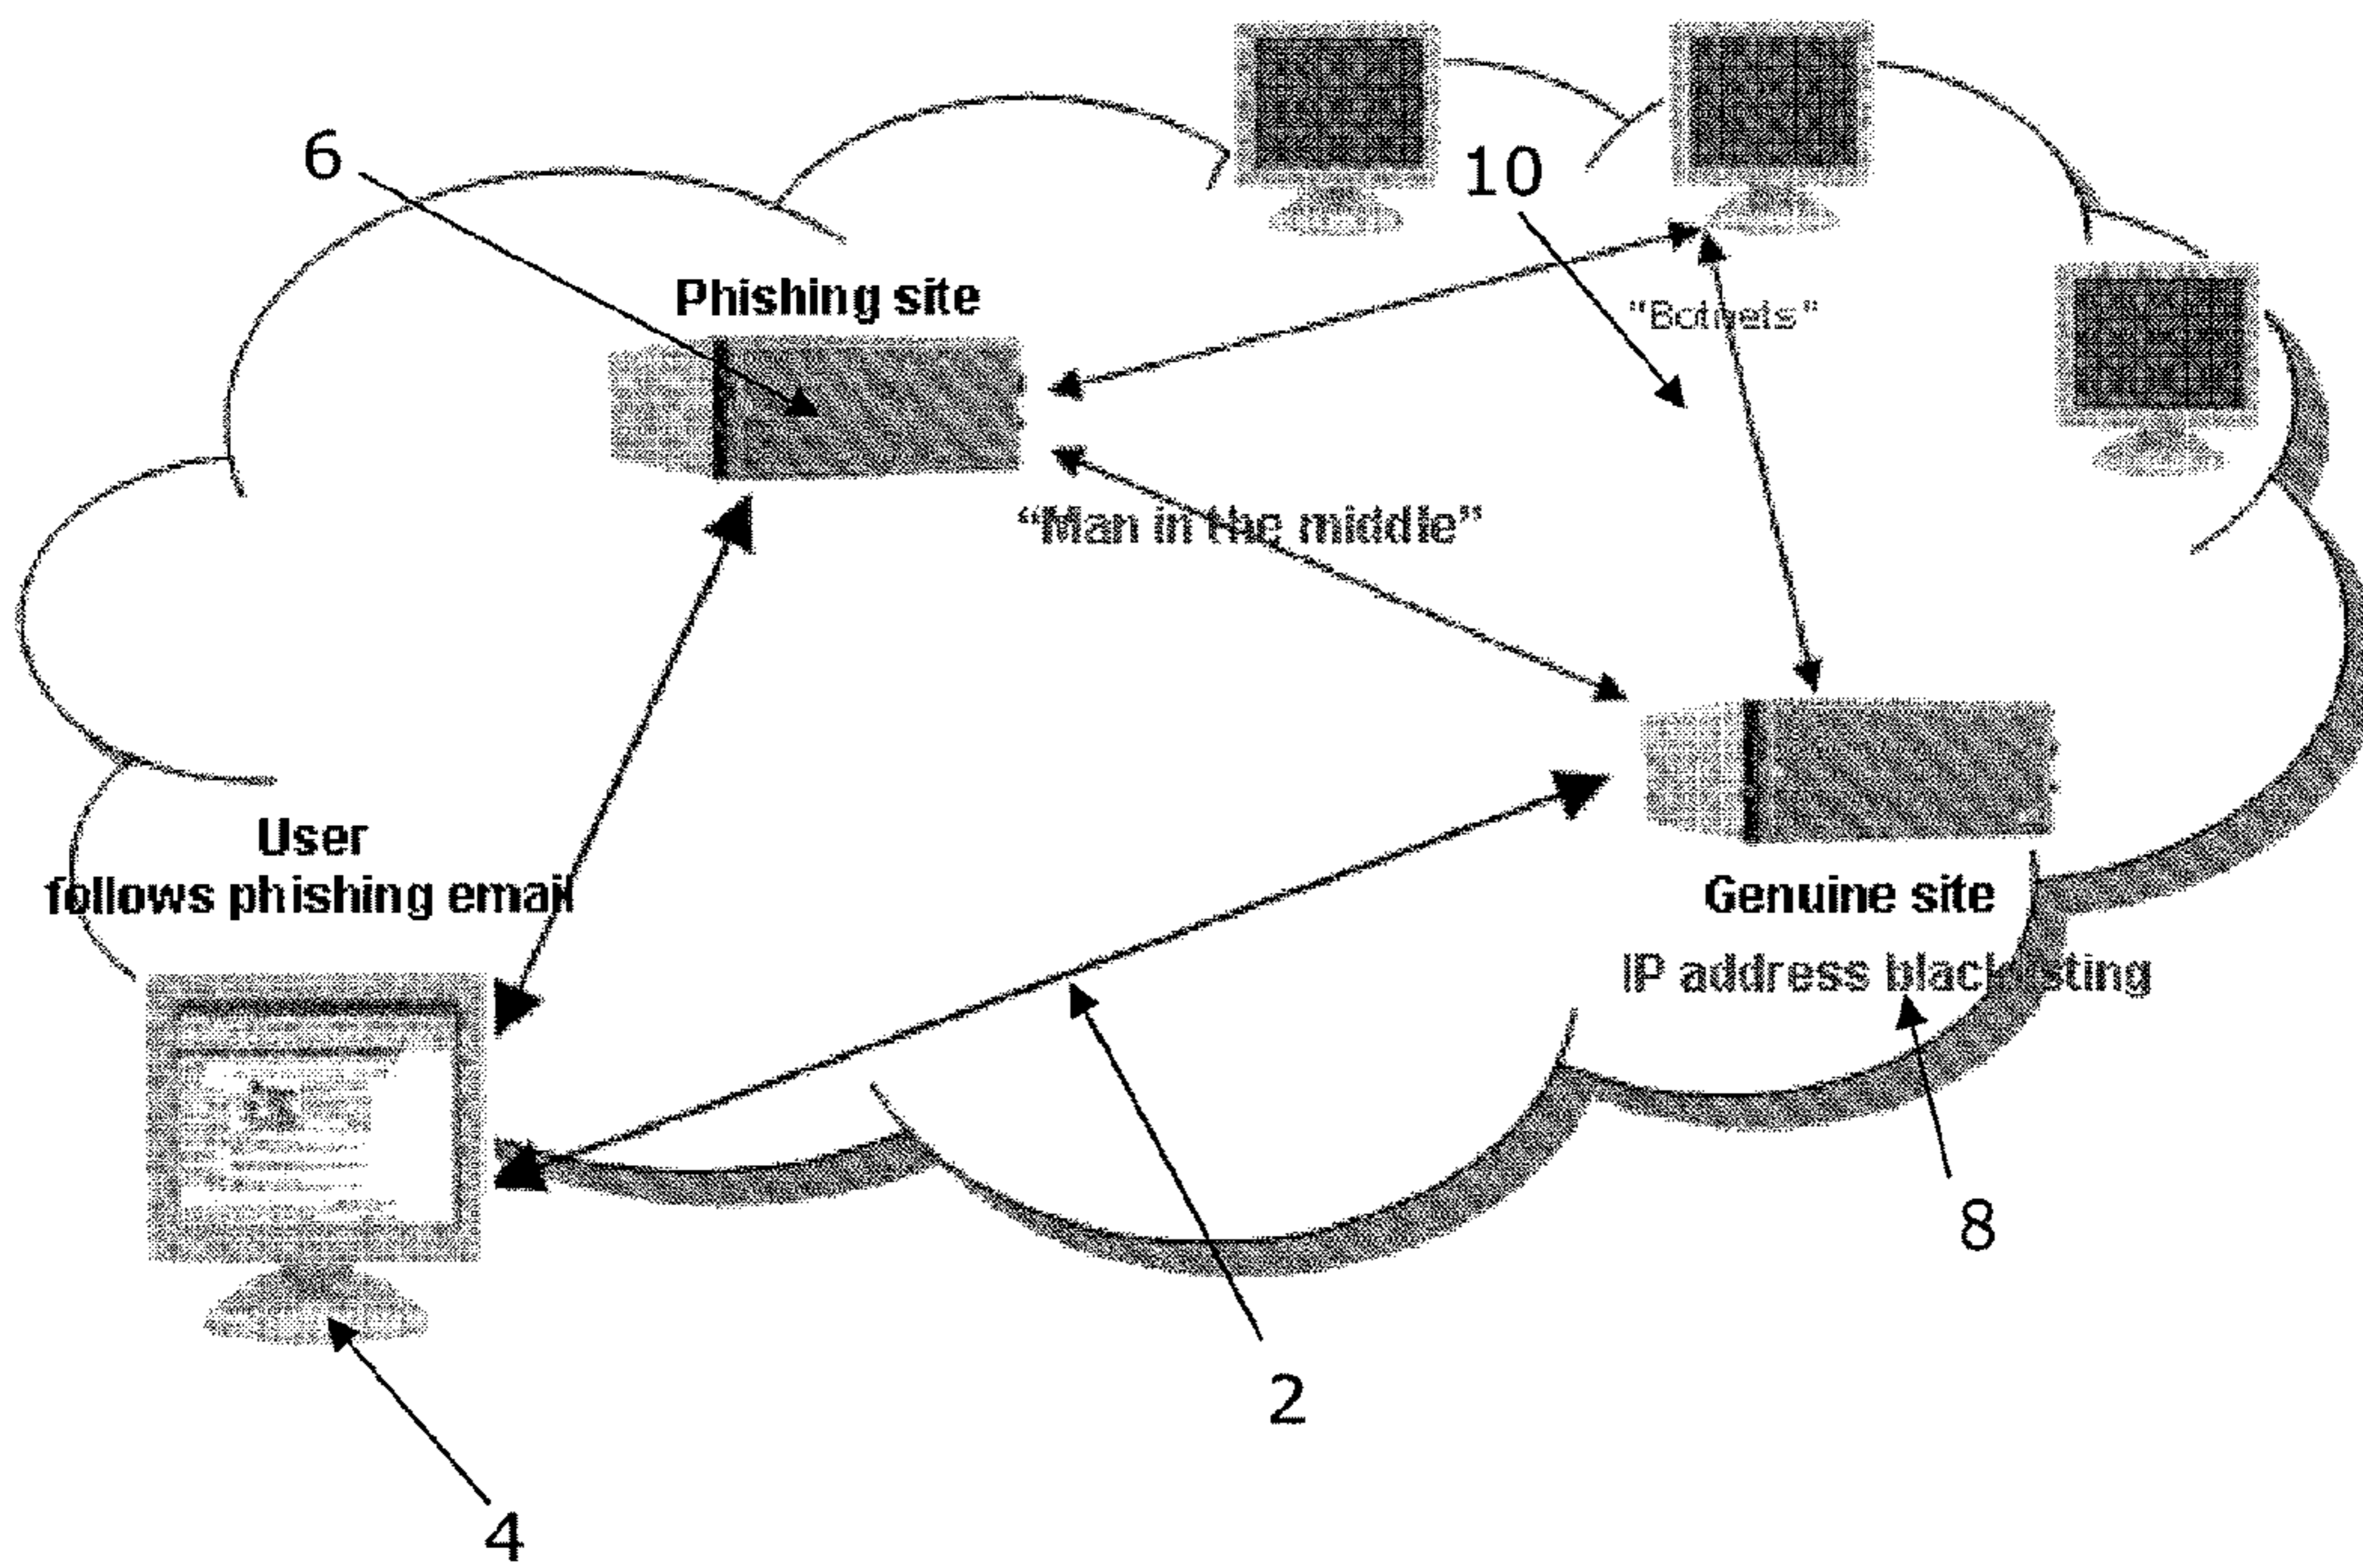 6
10
Phishing site
"Botnets"
“Man in the middle”
User
follows phishing email
Genuine site
IP address blacklisting
8
2
4